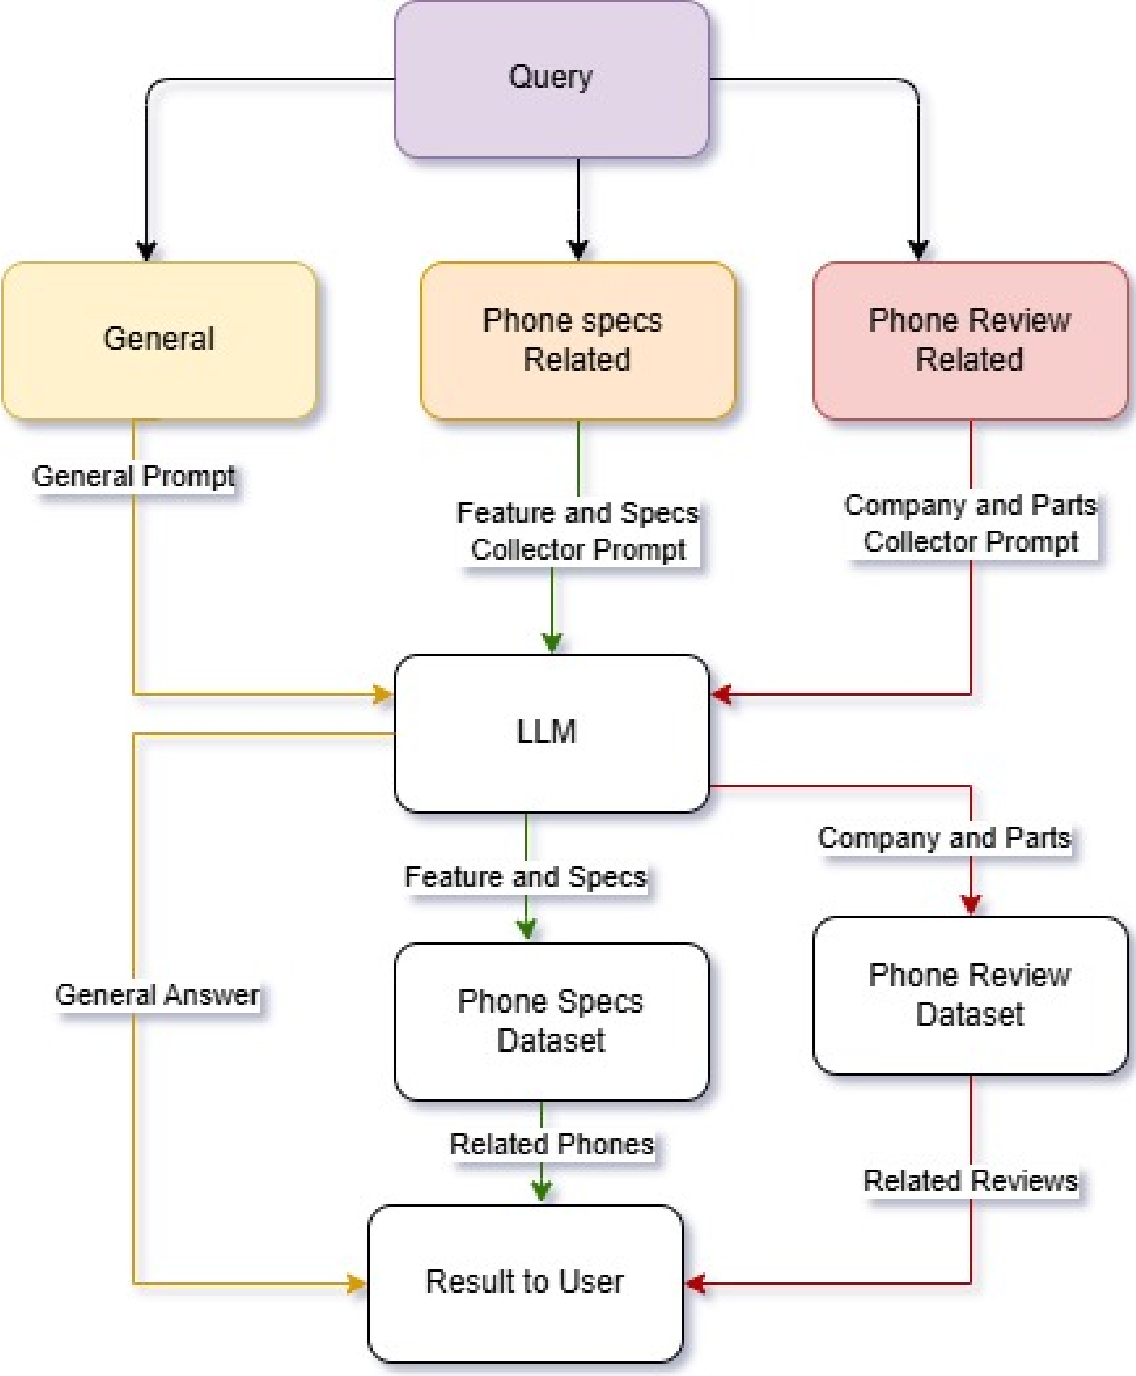 Query
General
Phone specs
Related
Phone Review
Related
General Prompt
Feature and Specs
Collector Prompt
Company and Parts
Collector Prompt
LLM
Company and Parts
Feature and Specs
Phone Review
Dataset
General Answer
Phone Specs
Dataset
Related Phones
Related Reviews
Result to User